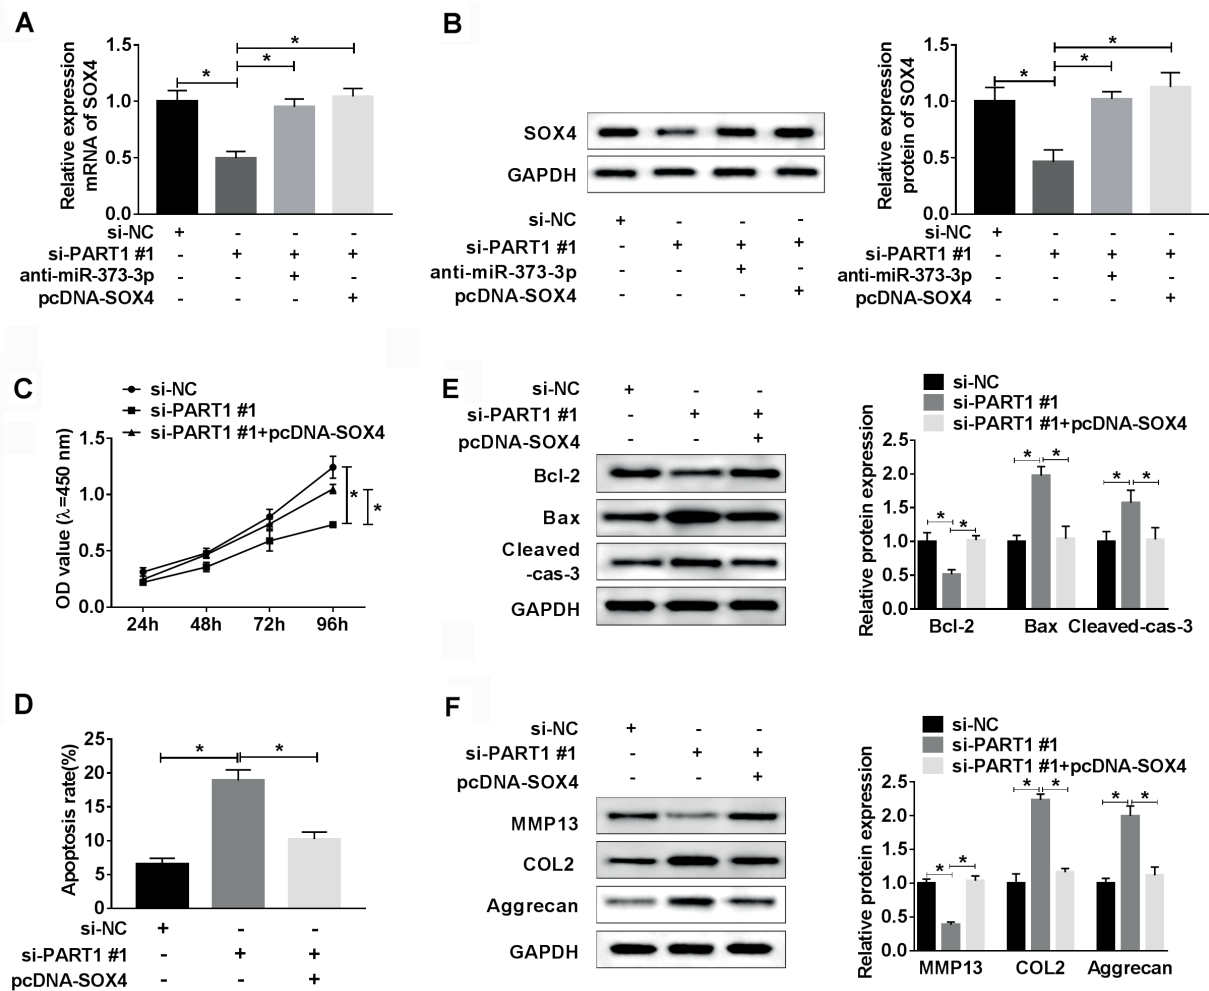 A
Relative expression
mRNA of SOX4
1.5
1.0
0.5
0.0
* * *
si-NC + - - -
si-PART1 #1 - + + +
anti-miR-373-3p - - + -
pcDNA-SOX4 - - - +
B
SOX4
GAPDH
si-NC + - - -
si-PART1 #1 - + + +
anti-miR-373-3p - - + -
pcDNA-SOX4 - - - +
Relative expression
protein of SOX4
1.5
1.0
0.5
0.0
* * *
si-NC + - - -
si-PART1 #1 - + + +
anti-miR-373-3p - - + -
pcDNA-SOX4 - - - +
C
si-NC
si-PART1 #1
si-PART1 #1+pcDNA-SOX4
OD value (λ=450 nm)
1.5
1.0
0.5
0.0
* *
24h 48h 72h 96h
D
Apoptosis rate(%)
25
20
15
10
5
0
* *
si-NC + - -
si-PART1 #1 - + +
pcDNA-SOX4 - - +
E
si-NC + - -
si-PART1 #1 - + +
pcDNA-SOX4 - - +
Bcl-2
Bax
Cleaved
-cas-3
GAPDH
si-NC
si-PART1 #1
si-PART1 #1+pcDNA-SOX4
Relative protein expression
2.5
2.0
1.5
1.0
0.5
0.0
* * * * * *
Bcl-2 Bax Cleaved-cas-3
F
si-NC + - -
si-PART1 #1 - + +
pcDNA-SOX4 - - +
MMP13
COL2
Aggrecan
GAPDH
si-NC
si-PART1 #1
si-PART1 #1+pcDNA-SOX4
Relative protein expression
2.5
2.0
1.5
1.0
0.5
0.0
* * * * * *
MMP13 COL2 Aggrecan